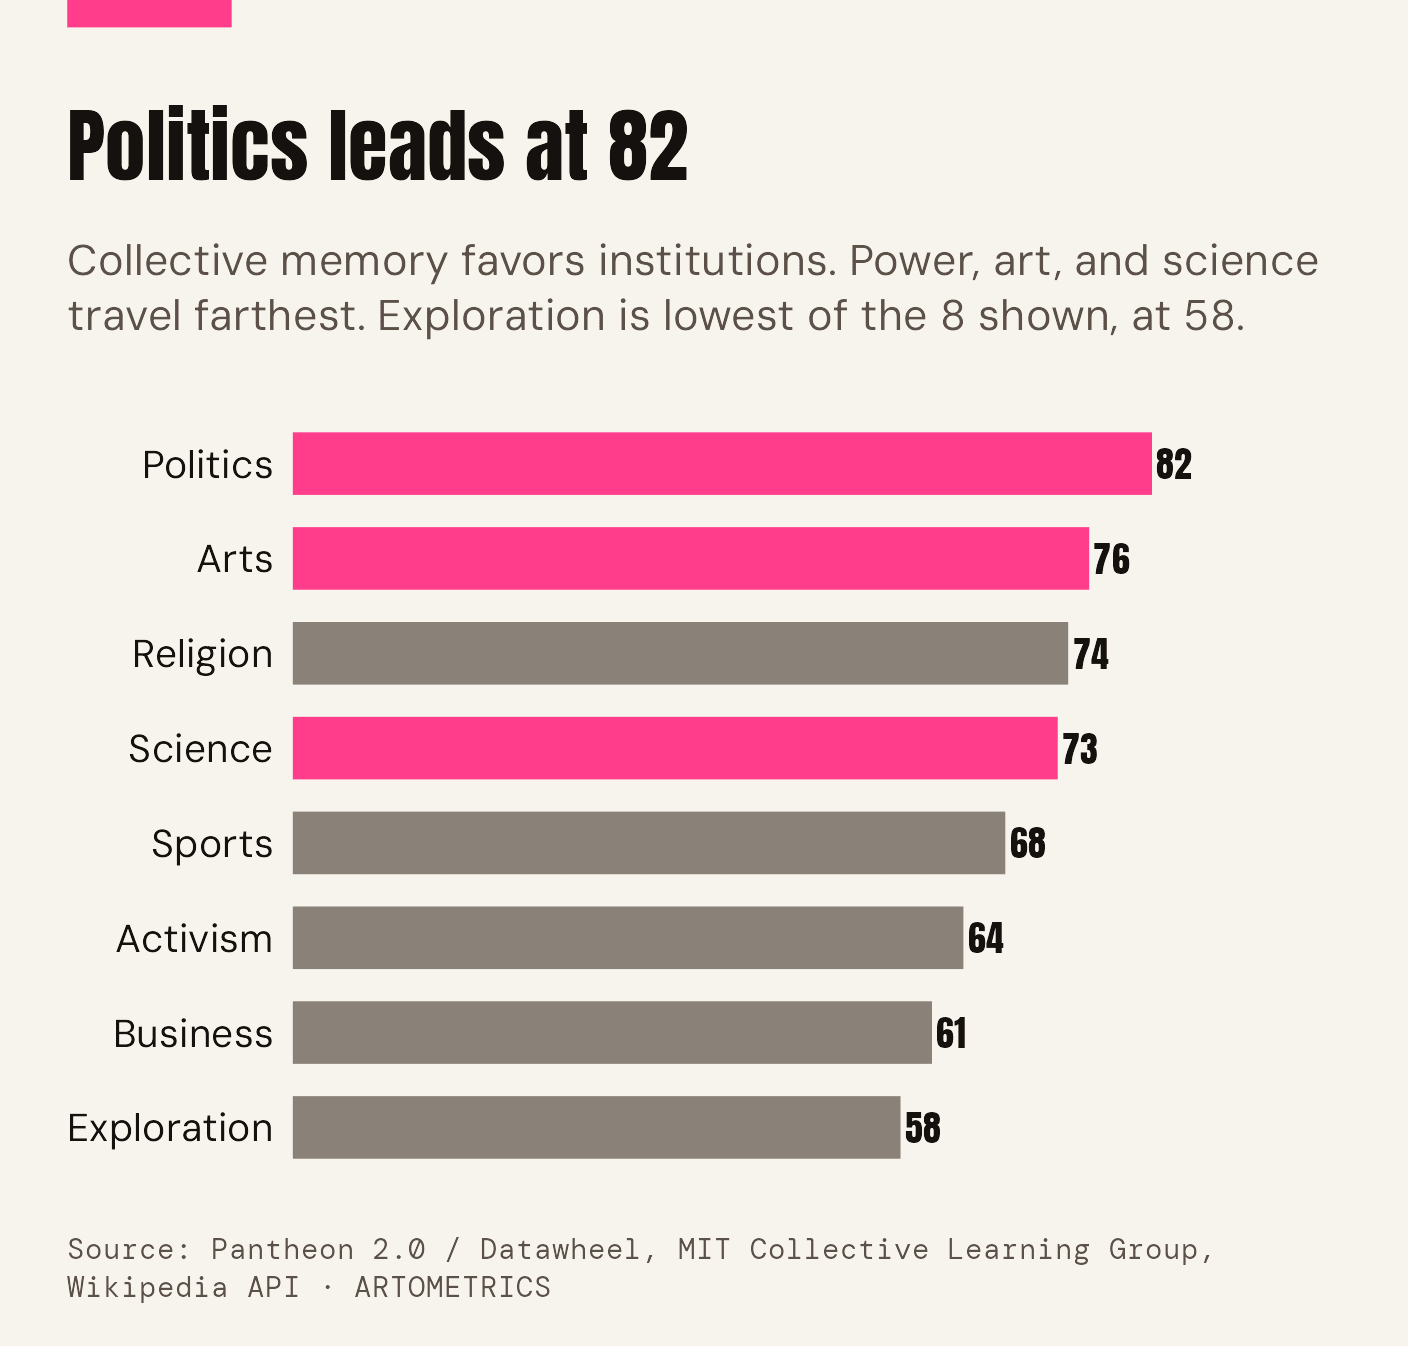 Politics leads at 82
Collective memory favors institutions. Power, art, and science
travel farthest. Exploration is lowest of the 8 shown, at 58.
Politics 82
Arts 76
Religion 74
Science 73
Sports 68
Activism 64
Business 61
Exploration 58
Source: Pantheon 2.0 / Datawheel, MIT Collective Learning Group,
Wikipedia API · ARTOMETRICS